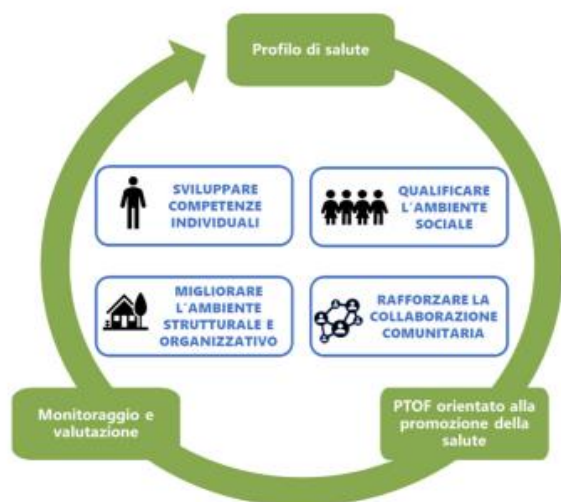 Profilo di salute
SVILUPPARE
COMPETENZE
INDIVIDUALI
QUALIFICARE
L'AMBIENTE
SOCIALE
MIGLIORARE
L'AMBIENTE
STRUTTURALE E
ORGANIZZATIVO
RAFFORZARE LA
COLLABORAZIONE
COMUNITARIA
Monitoraggio e
valutazione
PTOF orientato alla
promozione della
salute